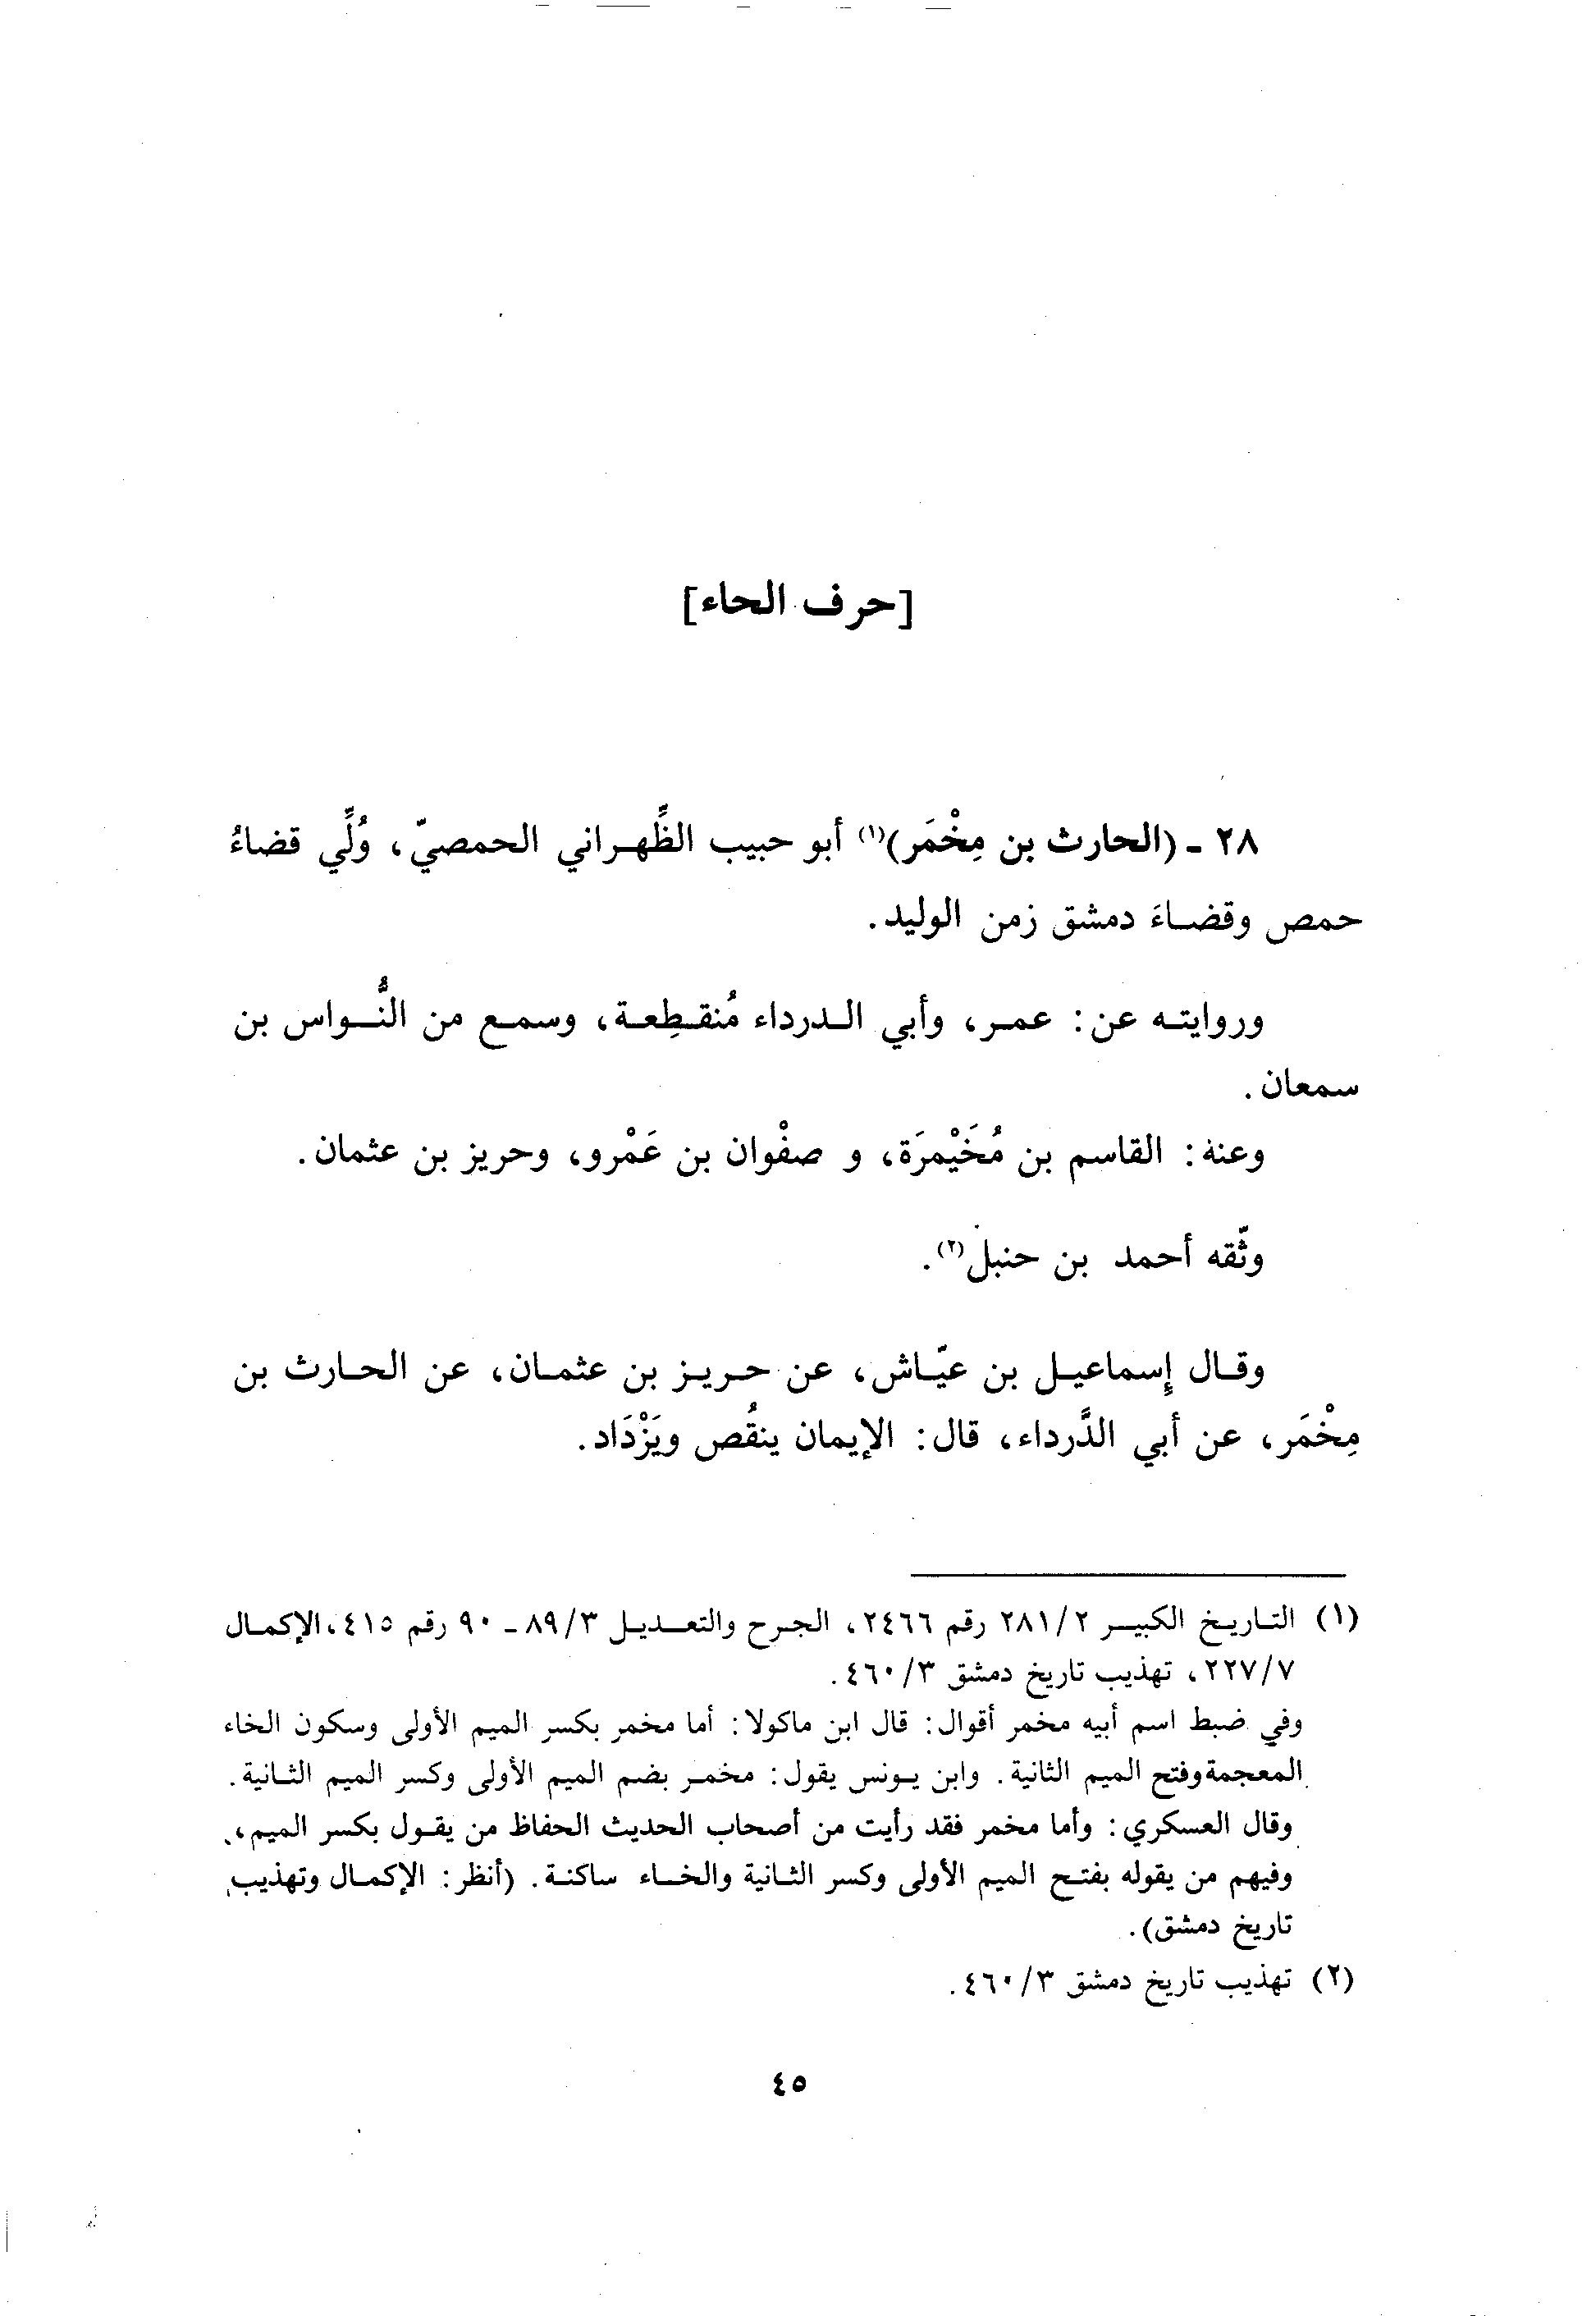 [حرف الحاء]
٢٨ - (الحارث بن مِخْمَر)(١) أبو حبيب الظِّهراني الحمصيّ، وُلِّي قضاءُ
حمص وقضاءَ دمشق زمن الوليد.
وروايته عن: عمر، وأبي الدرداء مُنقطِعة، وسمع من النُّواس بن
سمعان.
وعنه: القاسم بن مُخَيْمرَة، و صفْوان بن عَمْرو، وحريز بن عثمان.
وثّقه أحمد بن حنبل(٢).
وقال إسماعيل بن عيّاش، عن حريز بن عثمان، عن الحارث بن
مِخْمَر، عن أبي الدَّرداء، قال: الإيمان ينقُص ويَزْدَاد.
(١) التاريخ الكبير ٢/ ٢٨١ رقم ٢٤٦٦، الجرح والتعديل ٣/ ٨٩ - ٩٠ رقم ٤١٥، الإكمال
٧/ ٢٢٧، تهذيب تاريخ دمشق ٣/ ٤٦٠.
وفي ضبط اسم أبيه مخمر أقوال: قال ابن ماكولا: أما مخمر بكسر الميم الأولى وسكون الخاء
المعجمة وفتح الميم الثانية. وابن يونس يقول: مخمر بضم الميم الأولى وكسر الميم الثانية.
وقال العسكري: وأما مخمر فقد رأيت من أصحاب الحديث الحفاظ من يقول بكسر الميم،
وفيهم من يقوله بفتح الميم الأولى وكسر الثانية والخاء ساكنة. (أنظر: الإكمال وتهذيب
تاريخ دمشق).
(٢) تهذيب تاريخ دمشق ٣/ ٤٦٠.
٤٥